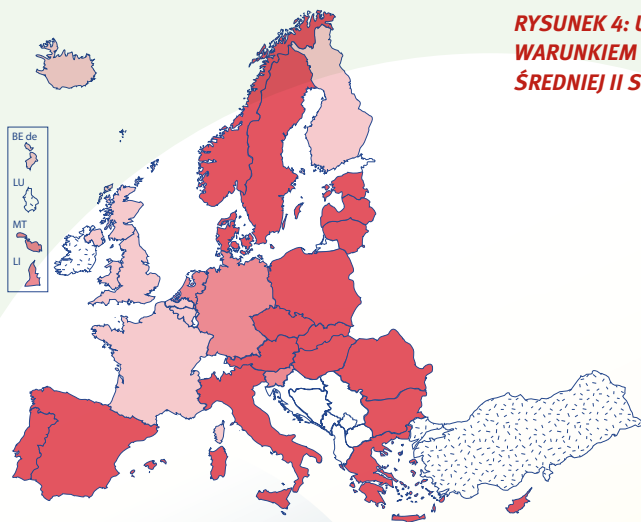 RYSUNEK 4:
WARUNKIEM
ŚREDNIEJ II
BE de
LU
MT
LI